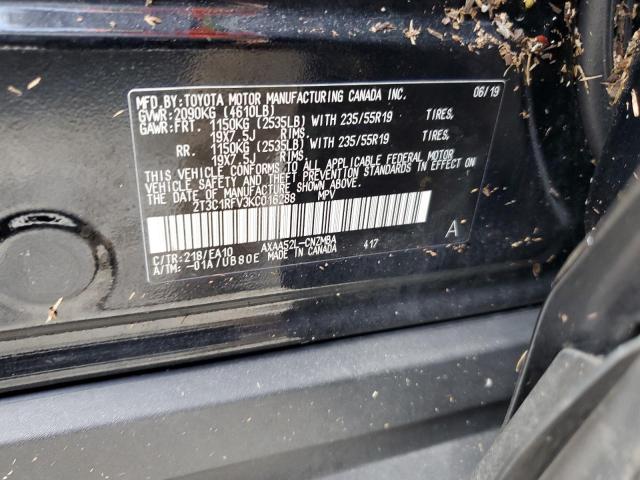 MFD.BY:TOYOTA MOTOR MANUFACTURING CANADA INC. 06/19
GVWR:2090KG (4610LB)
GAWR:FRT. 1150KG (2535LB) WITH 235/55R19 TIRES,
19X7.5J RIMS.
RR. 1150KG (2535LB) WITH 235/55R19 TIRES,
19X7.5J RIMS.
THIS VEHICLE CONFORMS TO ALL APPLICABLE FEDERAL MOTOR
VEHICLE SAFETY AND THEFT PREVENTION STANDARDS IN EFFECT ON
THE DATE OF MANUFACTURE SHOWN ABOVE.
2T3C1RFV3KC016288 MPV
A
C/TR:218/EA10 AXAA52L-CNZMBA 417
A/TM:-01A/UB80E MADE IN CANADA